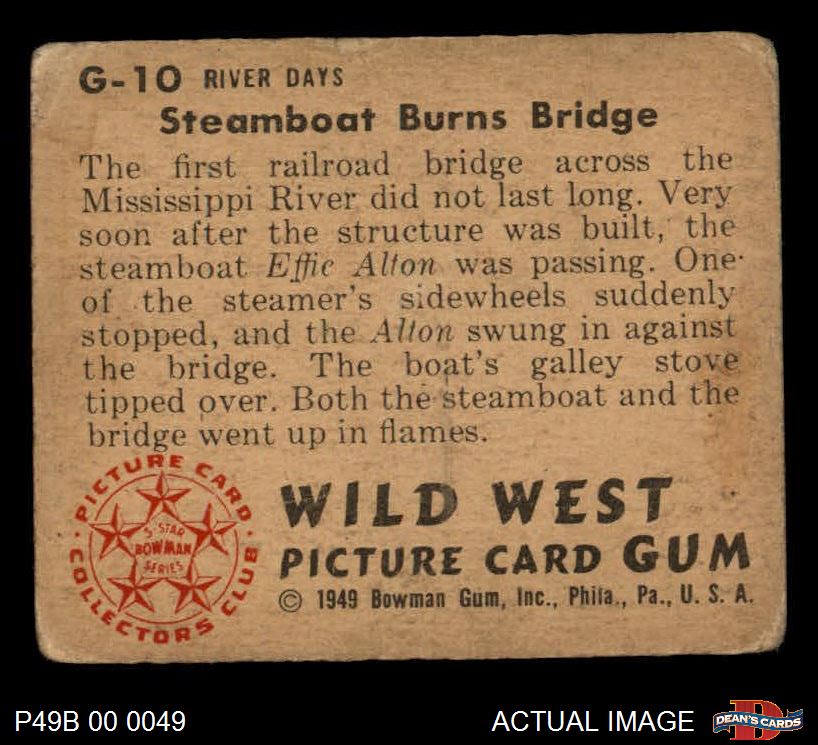 G-10 RIVER DAYS
Steamboat Burns Bridge
The first railroad bridge across the
Mississippi River did not last long. Very
soon after the structure was built, the
steamboat Effie Alton was passing. One
of the steamer's sidewheels suddenly
stopped, and the Alton swung in against
the bridge. The boat's galley stove
tipped over. Both the steamboat and the
bridge went up in flames.
PICTURE CARD
COLLECTORS CLUB
5-STAR
BOWMAN
SERIES
WILD WEST
PICTURE CARD GUM
© 1949 Bowman Gum, Inc., Phila., Pa., U. S. A.
P49B 00 0049
ACTUAL IMAGE
DEAN'S CARDS